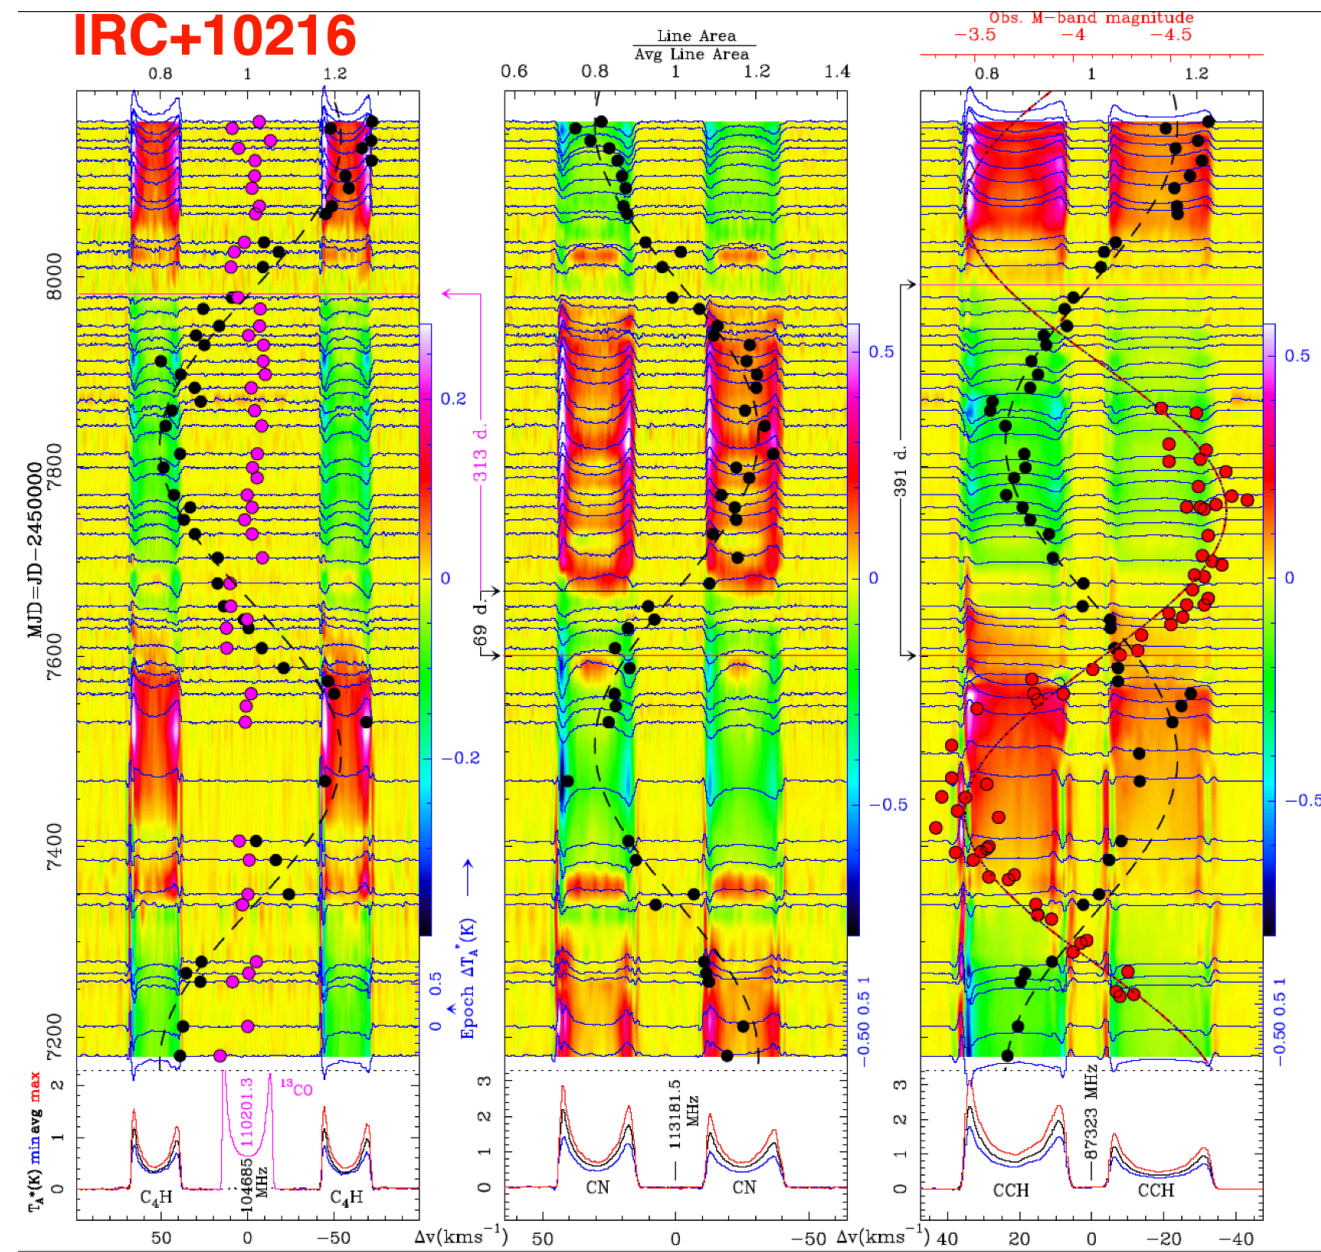 IRC+10216
Line Area
Avg Line Area
Obs. M-band magnitude
−3.5 −4 −4.5
0.8 1 1.2
0.6 0.8 1 1.2 1.4
0.8 1 1.2
MJD=JD−2450000
8000
7800
7600
7400
7200
0.2
0
−0.2
313 d.
69 d.
391 d.
0.5
0
−0.5
0.5
0
−0.5
Epoch ΔT_A*(K)
0 0.5
−0.50 0.5 1
−0.50 0.5 1
T_A*(K) min avg max
2
1
0
C₄H
104685 110201.3
MHz
¹³CO
C₄H
3
2
1
0
CN
113181.5
MHz
CN
3
2
1
0
CCH
87323 MHz
CCH
50 0 −50 Δv(kms⁻¹)
50 0 −50 Δv(kms⁻¹)
40 20 0 −20 −40